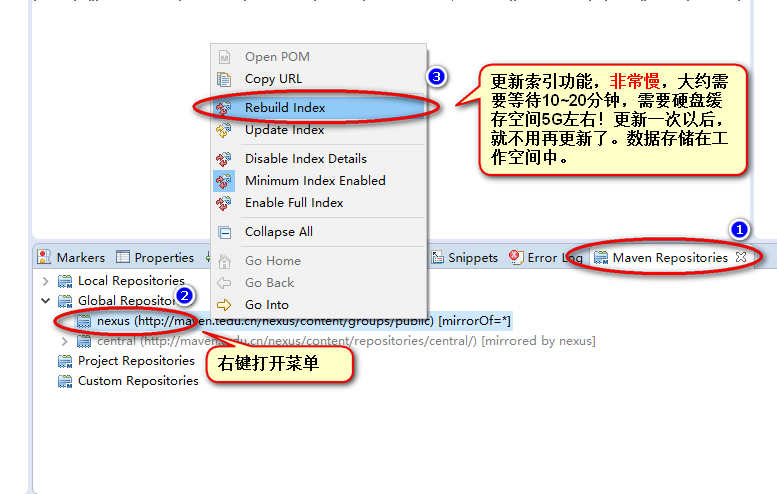 Open POM
Copy URL
③
Rebuild Index
Update Index
Disable Index Details
Minimum Index Enabled
Enable Full Index
Collapse All
Go Home
Go Back
Go Into
更新索引功能，非常慢，大约需
要等待10~20分钟，需要硬盘缓
存空间5G左右！更新一次以后，
就不用再更新了。数据存储在工
作空间中。
①
Markers
Properties
Snippets
Error Log
Maven Repositories
Local Repositories
Global Repositor
②
nexus (http://maven.tedu.cn/nexus/content/groups/public) [mirrorOf=*]
central (http://maven.tedu.cn/nexus/content/repositories/central/) [mirrored by nexus]
Project Repositories
Custom Repositories
右键打开菜单